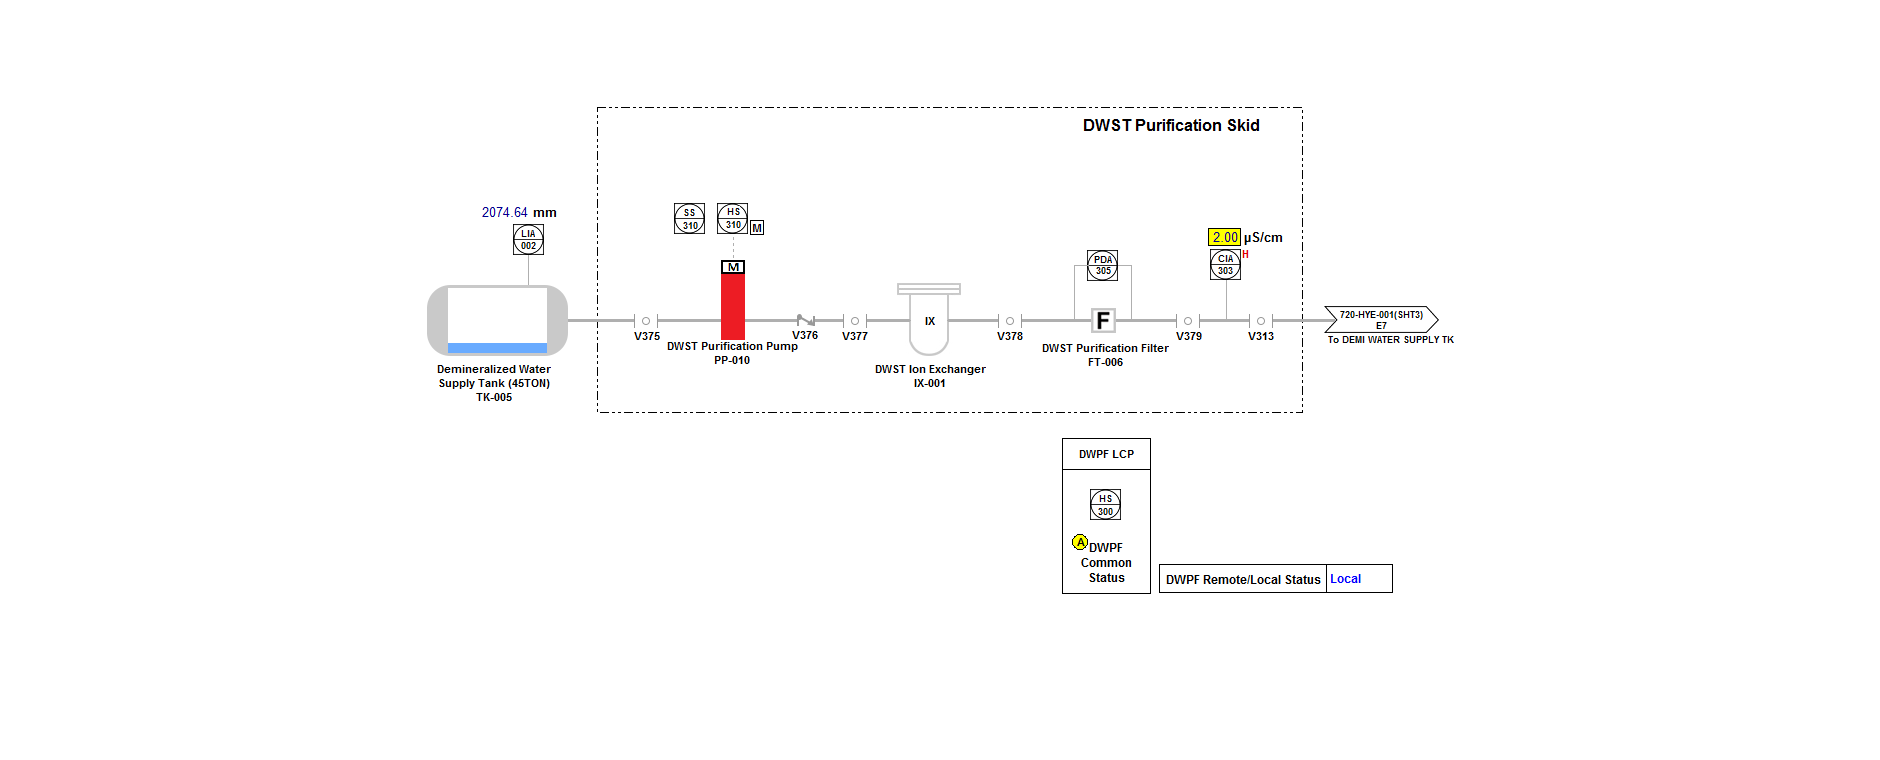 DWST Purification Skid
2074.64 mm
LIA
002
SS
310
HS
310
M
M
PDA
305
2.00 µS/cm
CIA
303
H
IX
F
V375
V376
V377
V378
V379
V313
720-HYE-001(SHT3)
E7
To DEMI WATER SUPPLY TK
DWST Purification Pump
PP-010
DWST Purification Filter
FT-006
Demineralized Water
Supply Tank (45TON)
TK-005
DWST Ion Exchanger
IX-001
DWPF LCP
HS
300
A
DWPF
Common
Status
DWPF Remote/Local Status Local